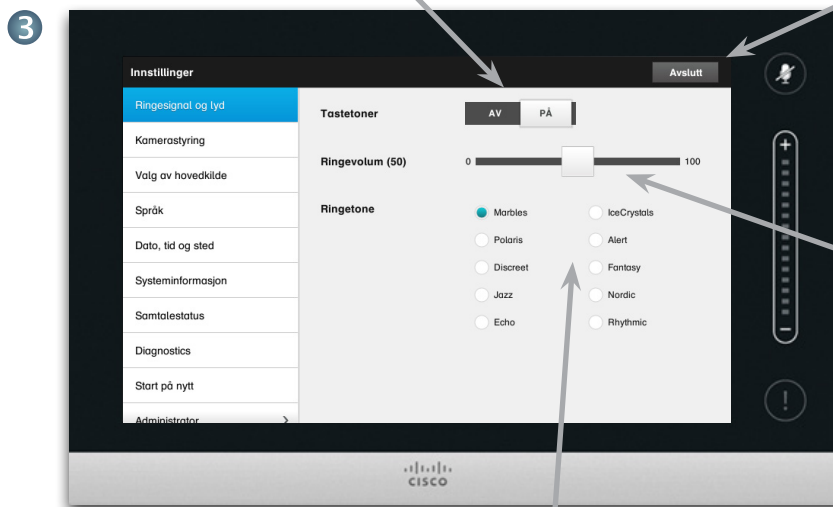 3
Innstillinger
Avslutt
Ringesignal og lyd
Kamerastyring
Valg av hovedkilde
Språk
Dato, tid og sted
Systeminformasjon
Samtalestatus
Diagnostics
Start på nytt
Administrator >
Tastetoner AV PÅ
Ringevolum (50) 0 100
Ringetone
Marbles IceCrystals
Polaris Alert
Discreet Fantasy
Jazz Nordic
Echo Rhythmic
+
−
!
CISCO